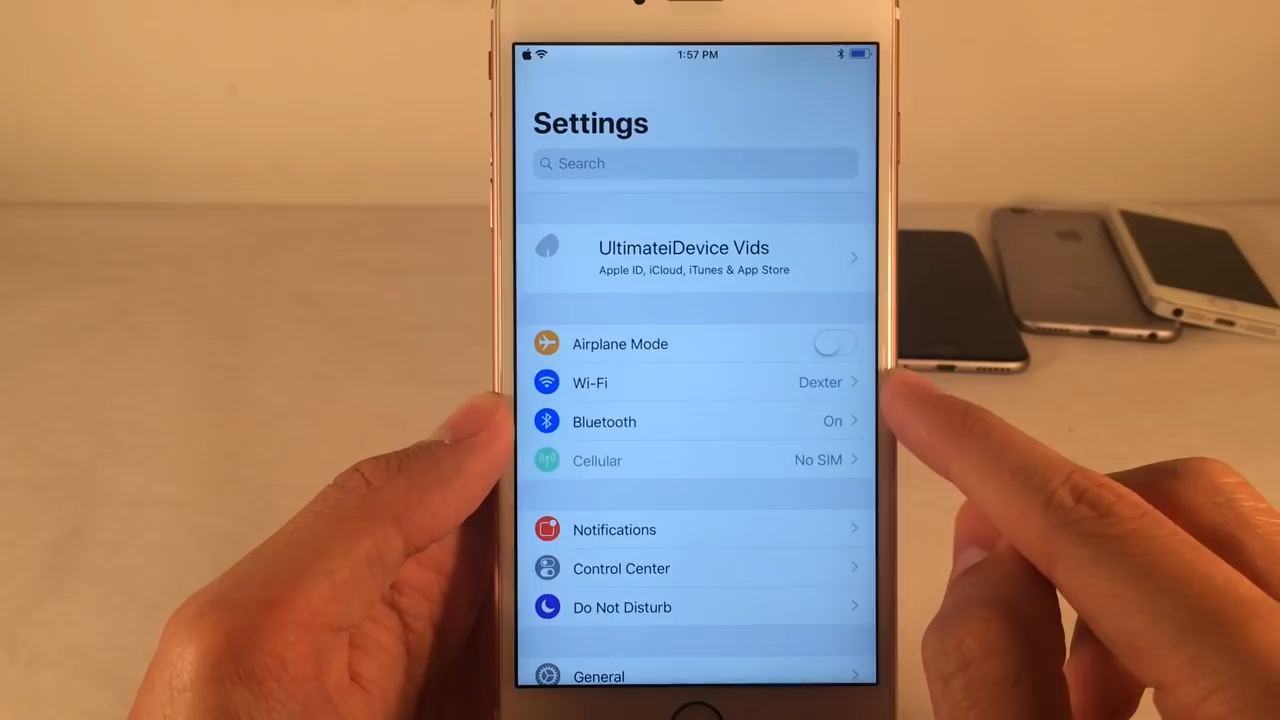 1:57 PM
Settings
Search
UltimateiDevice Vids
Apple ID, iCloud, iTunes & App Store
Airplane Mode
Wi-Fi Dexter
Bluetooth On
Cellular No SIM
Notifications
Control Center
Do Not Disturb
General